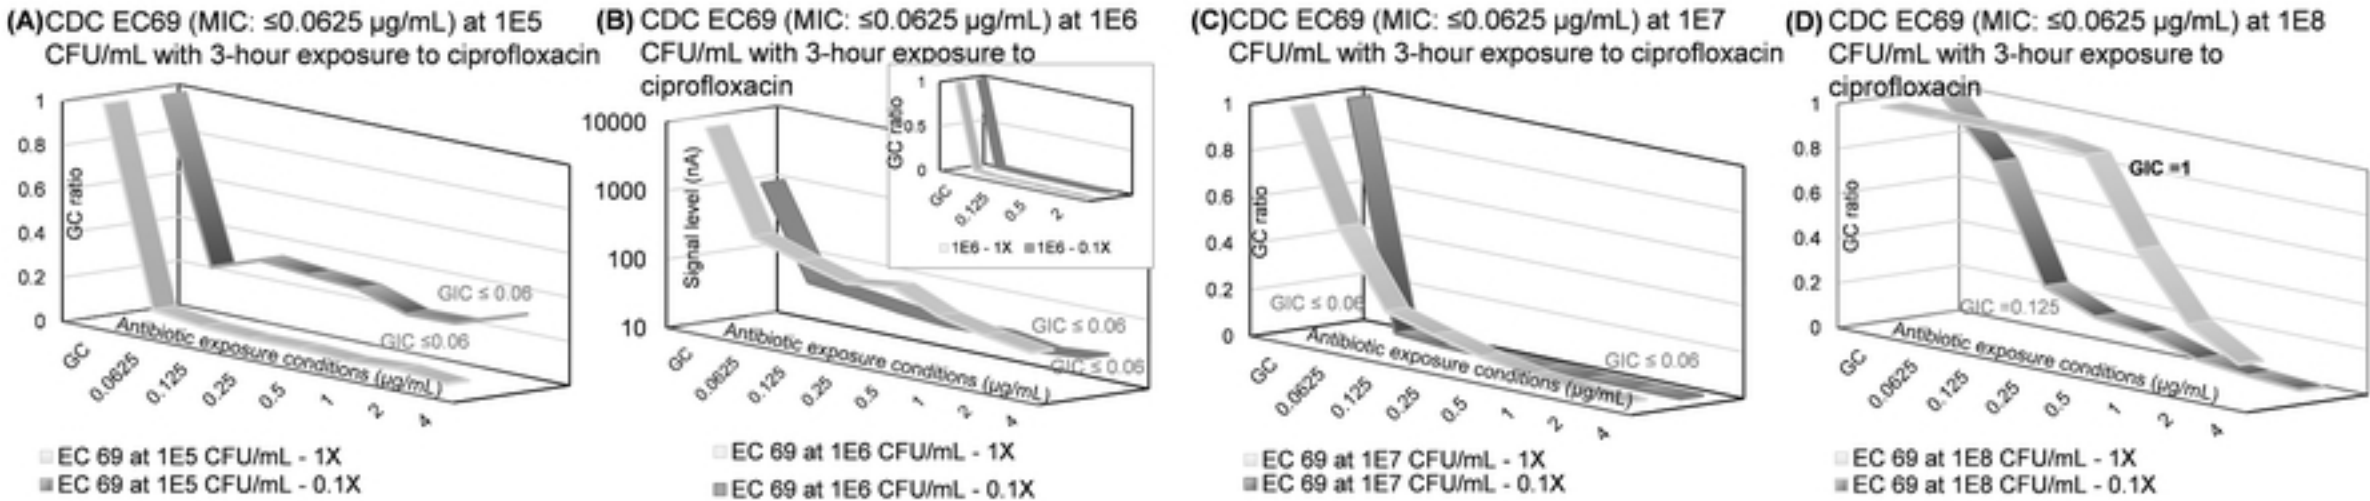 (A) CDC EC69 (MIC: ≤0.0625 µg/mL) at 1E5
CFU/mL with 3-hour exposure to ciprofloxacin
1
0.8
0.6
0.4
0.2
0
GC ratio
GIC ≤ 0.06
GIC ≤0.06
Antibiotic exposure conditions (µg/mL)
GC
0.0625
0.125
0.25
0.5
1
2
4
EC 69 at 1E5 CFU/mL - 1X
EC 69 at 1E5 CFU/mL - 0.1X
(B) CDC EC69 (MIC: ≤0.0625 µg/mL) at 1E6
CFU/mL with 3-hour exposure to
ciprofloxacin
10000
1000
100
10
Signal level (nA)
1
0.5
0
GC ratio
GC
0.125
0.5
2
1E6 - 1X
1E6 - 0.1X
GIC ≤ 0.06
GIC ≤ 0.06
Antibiotic exposure conditions (µg/mL)
GC
0.0625
0.125
0.25
0.5
1
2
4
EC 69 at 1E6 CFU/mL - 1X
EC 69 at 1E6 CFU/mL - 0.1X
(C) CDC EC69 (MIC: ≤0.0625 µg/mL) at 1E7
CFU/mL with 3-hour exposure to ciprofloxacin
1
0.8
0.6
0.4
0.2
0
GC ratio
GIC ≤ 0.06
GIC ≤ 0.06
Antibiotic exposure conditions (µg/mL)
GC
0.0625
0.125
0.25
0.5
1
2
4
EC 69 at 1E7 CFU/mL - 1X
EC 69 at 1E7 CFU/mL - 0.1X
(D) CDC EC69 (MIC: ≤0.0625 µg/mL) at 1E8
CFU/mL with 3-hour exposure to
ciprofloxacin
1
0.8
0.6
0.4
0.2
0
GC ratio
GIC =1
GIC =0.125
Antibiotic exposure conditions (µg/mL)
GC
0.0625
0.125
0.25
0.5
1
2
4
EC 69 at 1E8 CFU/mL - 1X
EC 69 at 1E8 CFU/mL - 0.1X